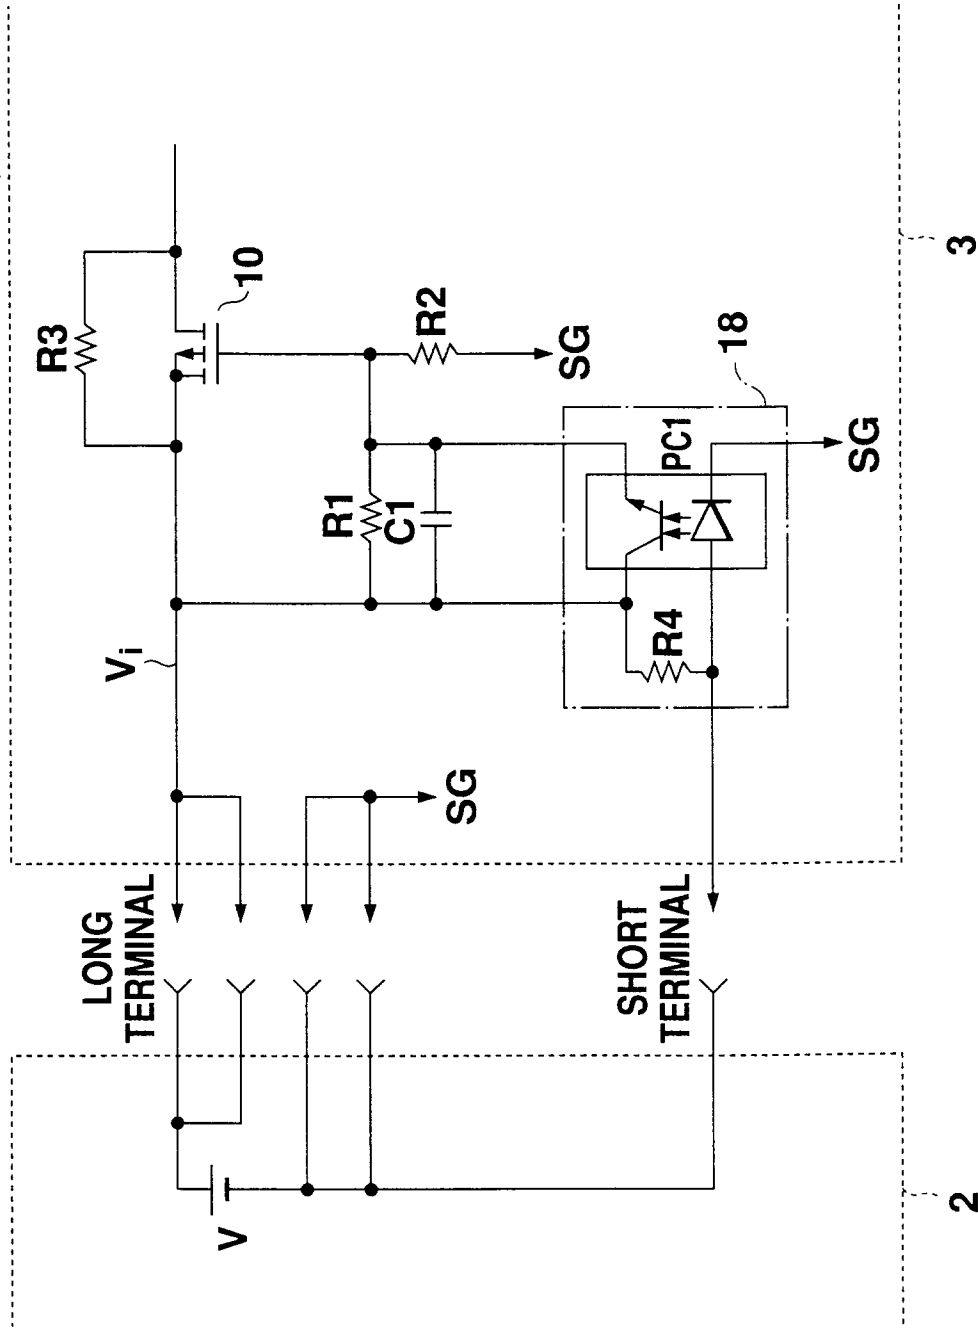 R3
10
R2
SG
18
R1
C1
PC1
SG
Vi
R4
SG
LONG
TERMINAL
SHORT
TERMINAL
V
2
3